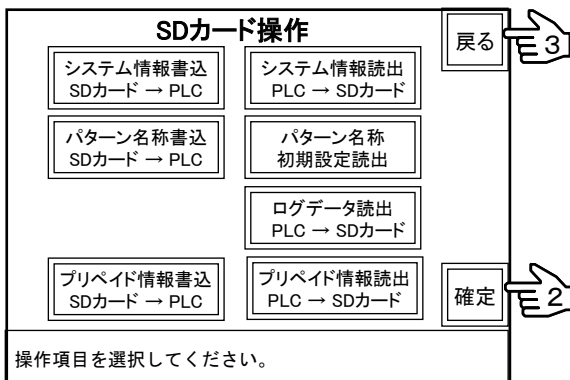 SDカード操作
戻る
3
システム情報書込
SDカード → PLC
システム情報読出
PLC → SDカード
パターン名称書込
SDカード → PLC
パターン名称
初期設定読出
ログデータ読出
PLC → SDカード
プリペイド情報書込
SDカード → PLC
プリペイド情報読出
PLC → SDカード
確定
2
操作項目を選択してください。